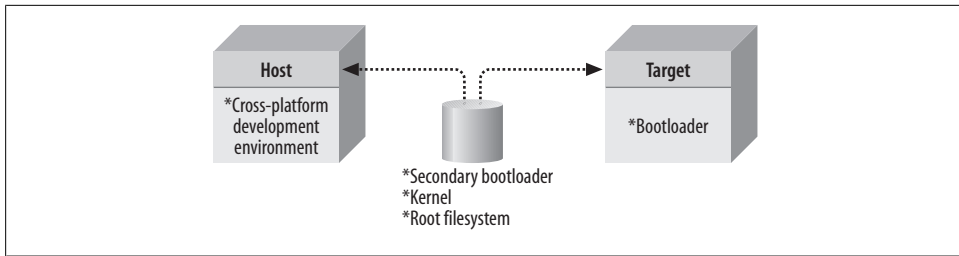 Host
*Cross-platform
development
environment
Target
*Bootloader
*Secondary bootloader
*Kernel
*Root filesystem